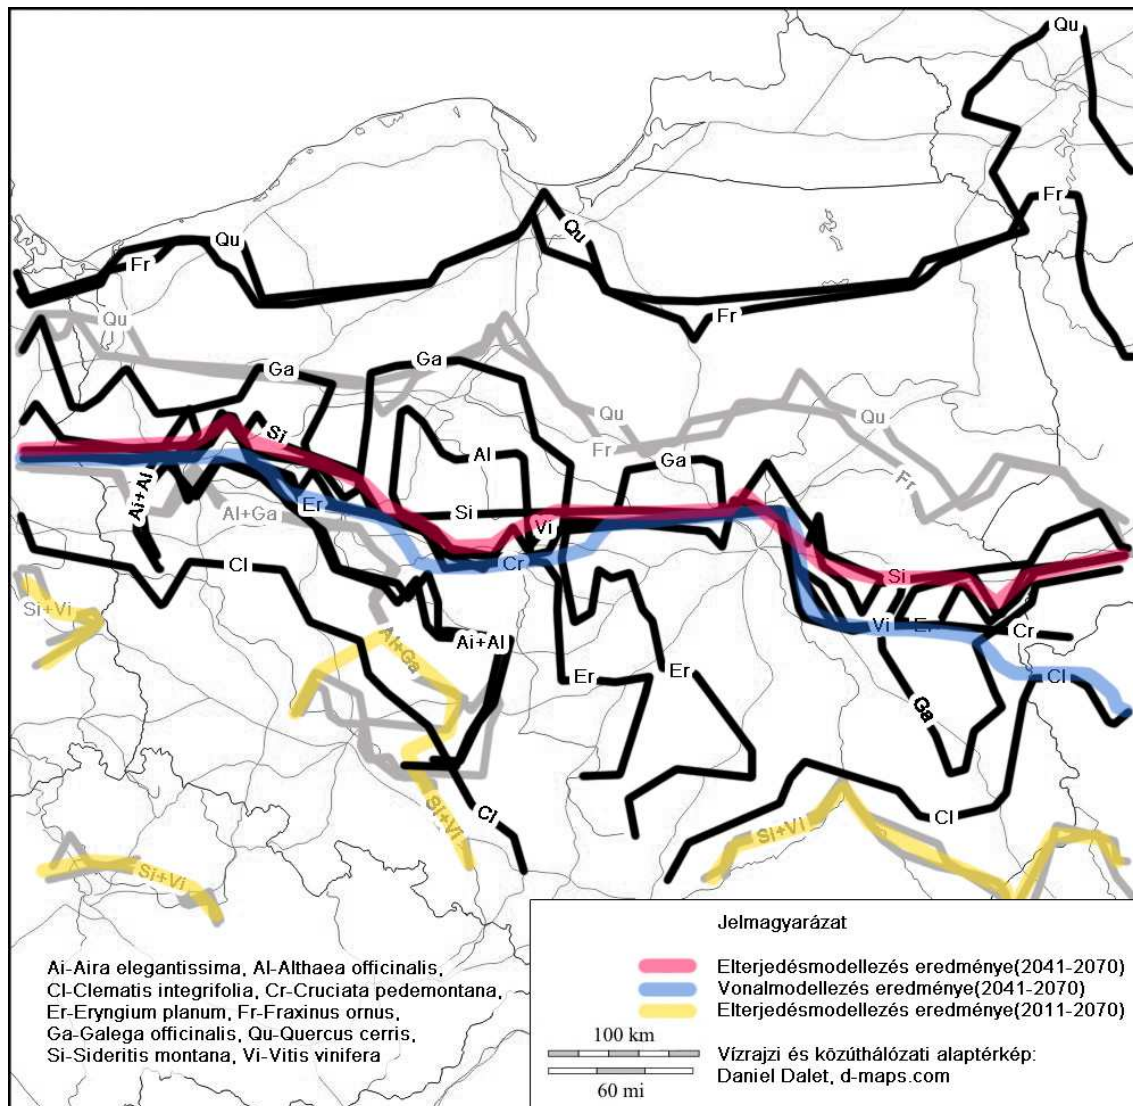 Qu
Fr
Qu
Qu
Fr
Fr
Qu
Ga
Ga
Qu
Qu
Si
Al
Fr
Ga
Fr
Ai+Al
Er
Al+Ga
Si
Vi
Cl
Cr
Si
Si+Vi
Vi
Er
Cr
Ai+Al
Al+Ga
Er
Er
Cl
Ga
Si+Vi
Cl
Si+Vi
Cl
Si+Vi
Jelmagyarázat
Ai-Aira elegantissima, Al-Althaea officinalis,
Cl-Clematis integrifolia, Cr-Cruciata pedemontana,
Er-Eryngium planum, Fr-Fraxinus ornus,
Ga-Galega officinalis, Qu-Quercus cerris,
Si-Sideritis montana, Vi-Vitis vinifera
Elterjedésmodellezés eredménye(2041-2070)
Vonalmodellezés eredménye(2041-2070)
Elterjedésmodellezés eredménye(2011-2070)
100 km
60 mi
Vízrajzi és közúthálózati alaptérkép:
Daniel Dalet, d-maps.com